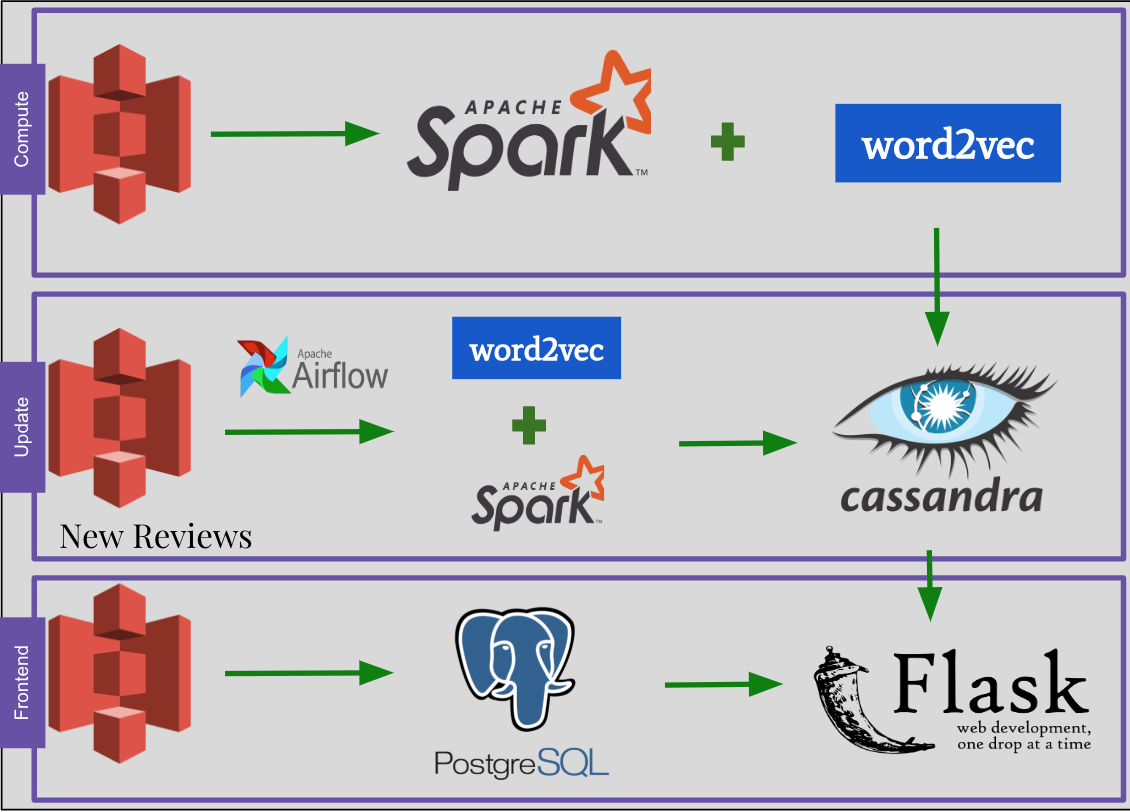 Compute
APACHE
Spark™
word2vec
Update
Apache
Airflow
word2vec
APACHE
Spark™
cassandra
New Reviews
Frontend
PostgreSQL
Flask
web development,
one drop at a time